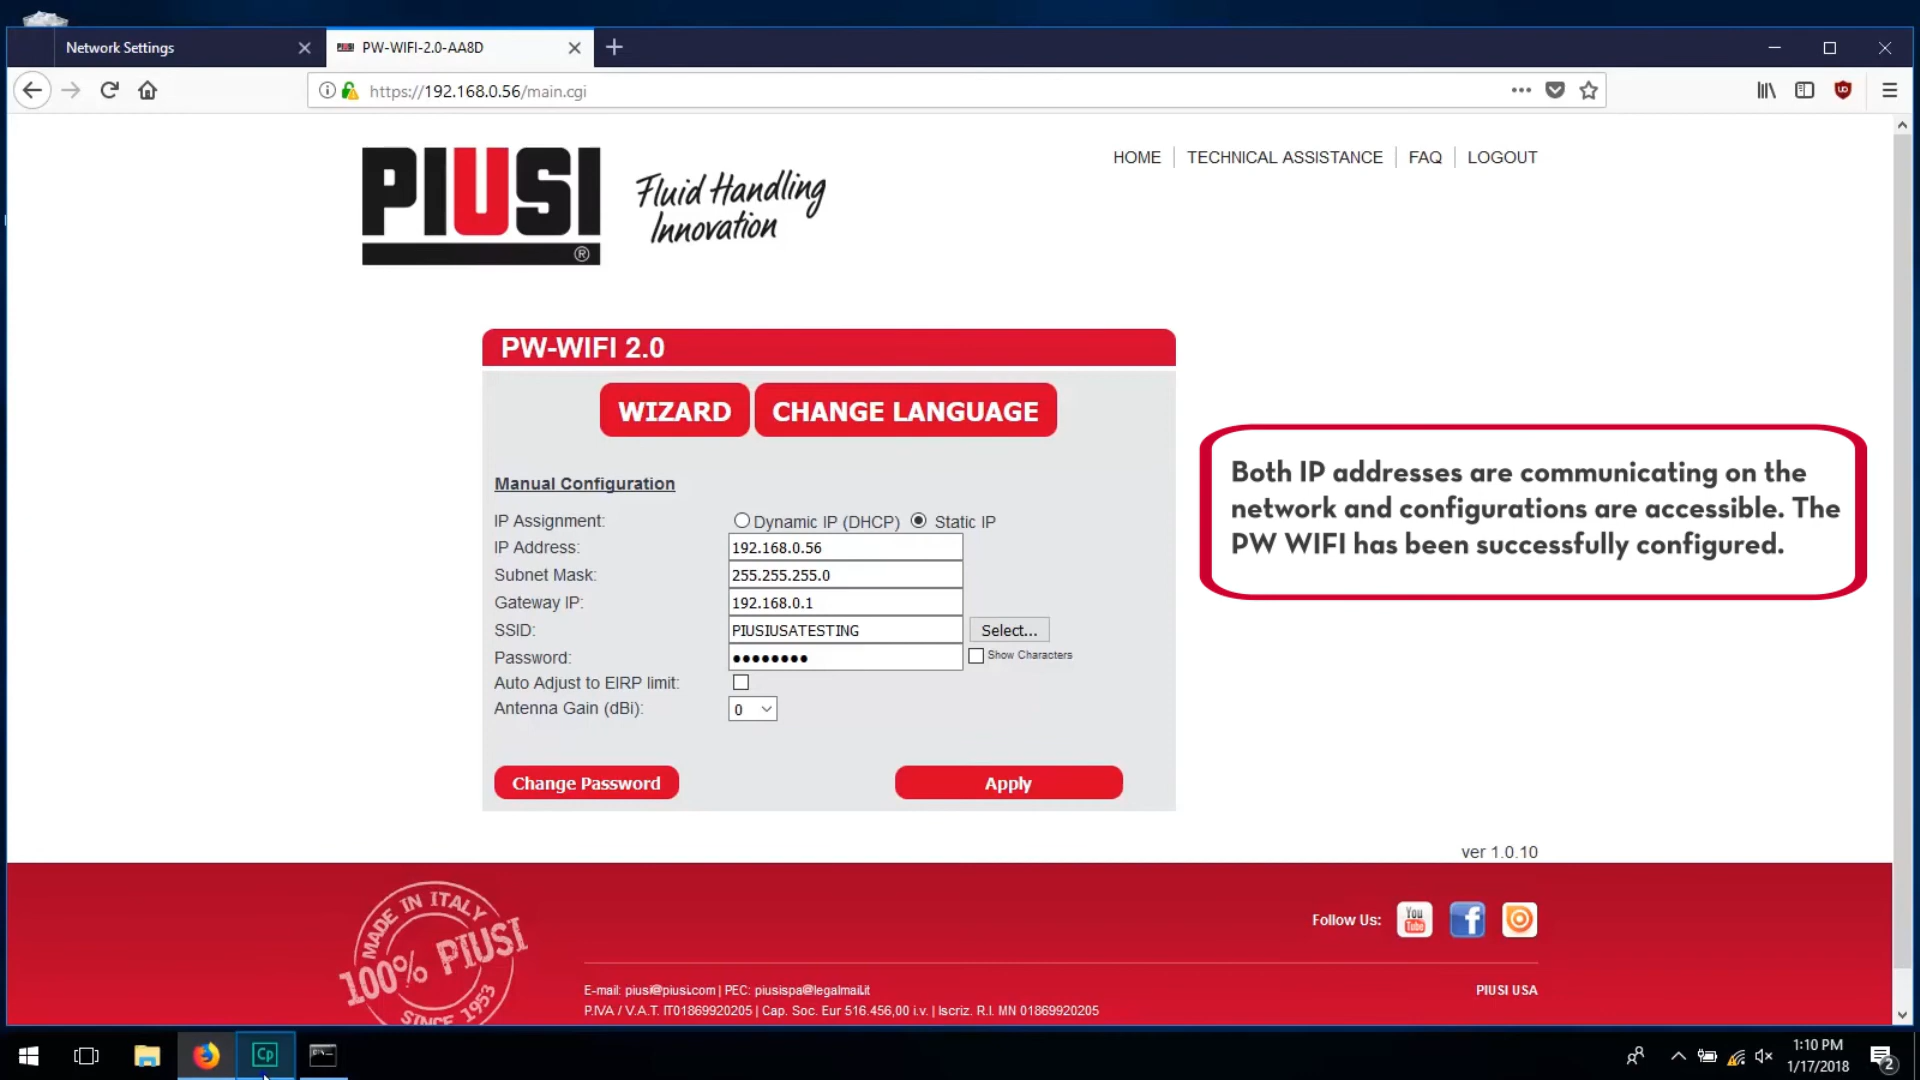 Network Settings
PW-WIFI-2.0-AA8D
https://192.168.0.56/main.cgi
PIUSI
®
Fluid Handling
Innovation
HOME | TECHNICAL ASSISTANCE | FAQ | LOGOUT
PW-WIFI 2.0
WIZARD
CHANGE LANGUAGE
Manual Configuration
IP Assignment: Dynamic IP (DHCP) Static IP
IP Address: 192.168.0.56
Subnet Mask: 255.255.255.0
Gateway IP: 192.168.0.1
SSID: PIUSIUSATESTING Select...
Password: •••••••• Show Characters
Auto Adjust to EIRP limit:
Antenna Gain (dBi): 0
Change Password
Apply
Both IP addresses are communicating on the
network and configurations are accessible. The
PW WIFI has been successfully configured.
ver 1.0.10
MADE IN ITALY
100% PIUSI
SINCE 1953
Follow Us:
You
Tube
f
E-mail: piusi@piusi.com | PEC: piusispa@legalmail.it
P.IVA / V.A.T. IT01869920205 | Cap. Soc. Eur 516.456,00 i.v. | Iscriz. R.I. MN 01869920205
PIUSI USA
Cp
1:10 PM
1/17/2018
2